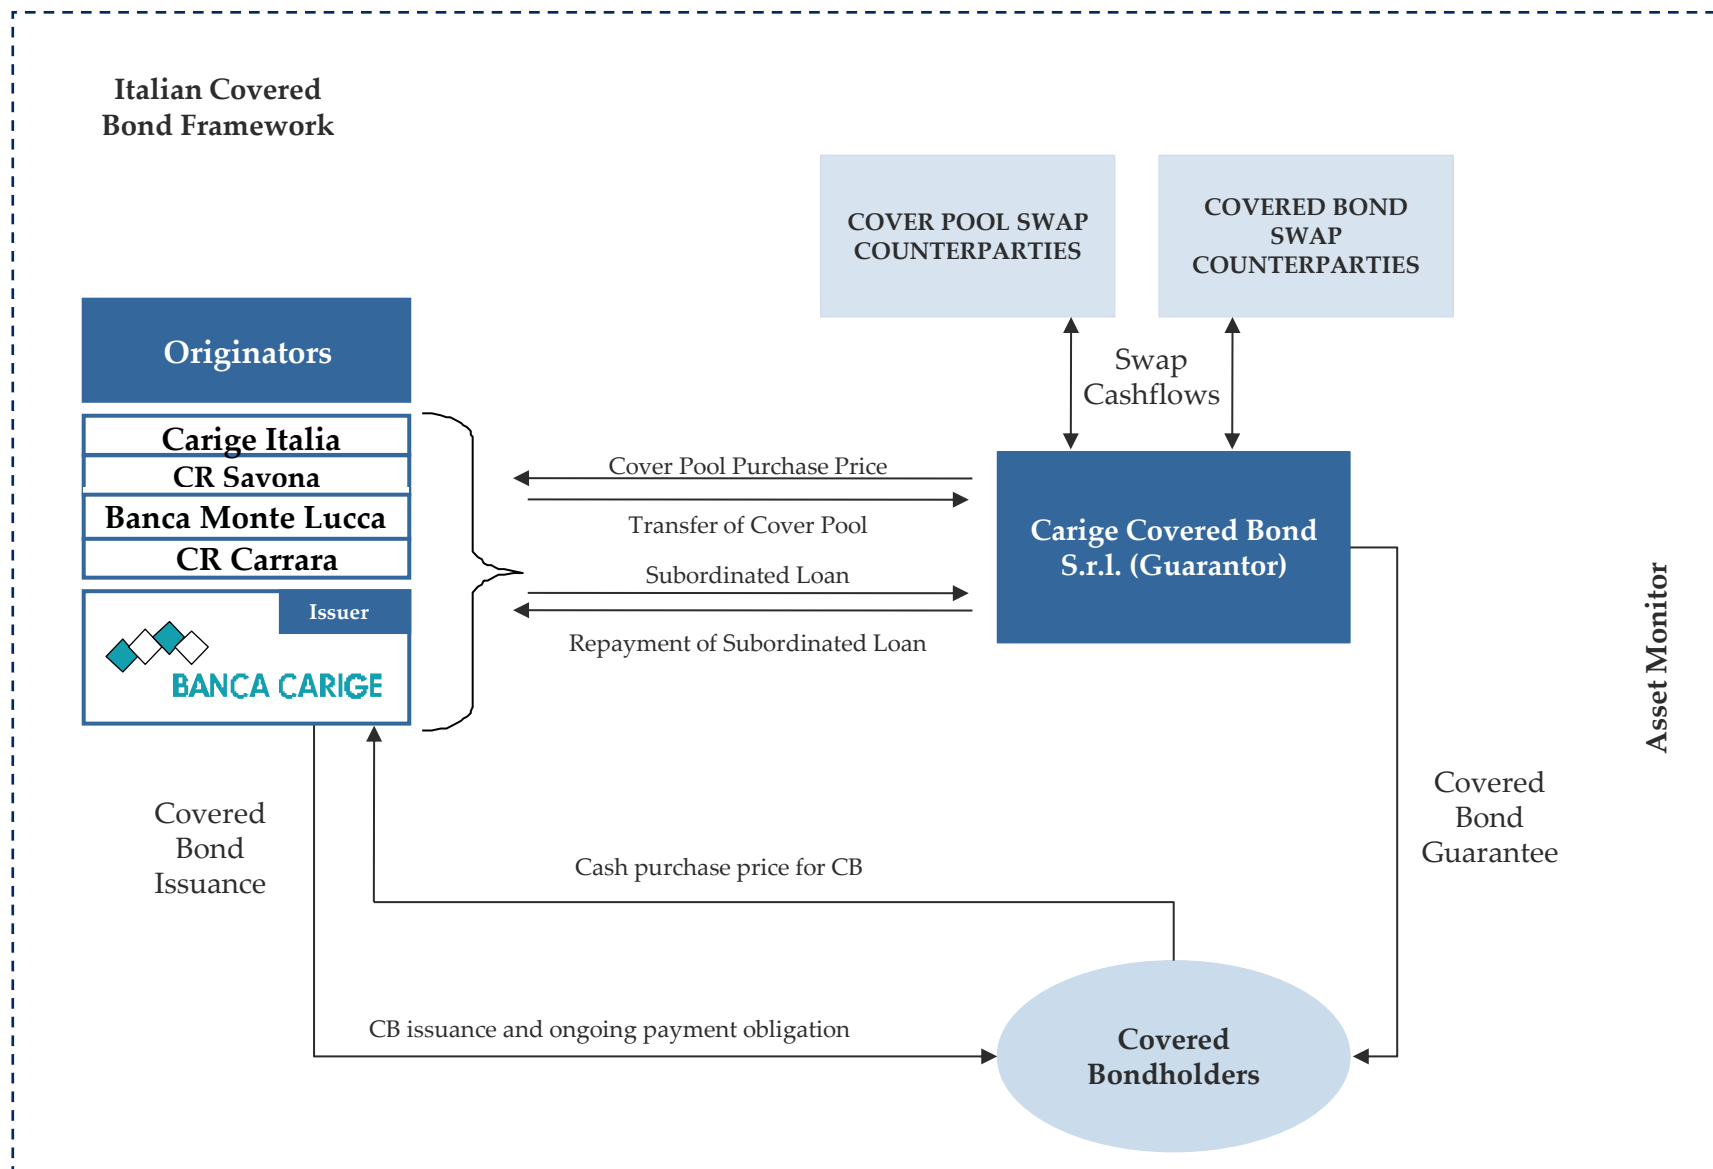 Italian Covered
Bond Framework
COVER POOL SWAP
COUNTERPARTIES
COVERED BOND
SWAP
COUNTERPARTIES
Originators
Swap
Cashflows
Carige Italia
CR Savona
Banca Monte Lucca
CR Carrara
Issuer
BANCA CARIGE
Cover Pool Purchase Price
Transfer of Cover Pool
Subordinated Loan
Repayment of Subordinated Loan
Carige Covered Bond
S.r.l. (Guarantor)
Asset Monitor
Covered
Bond
Issuance
Covered
Bond
Guarantee
Cash purchase price for CB
CB issuance and ongoing payment obligation
Covered
Bondholders